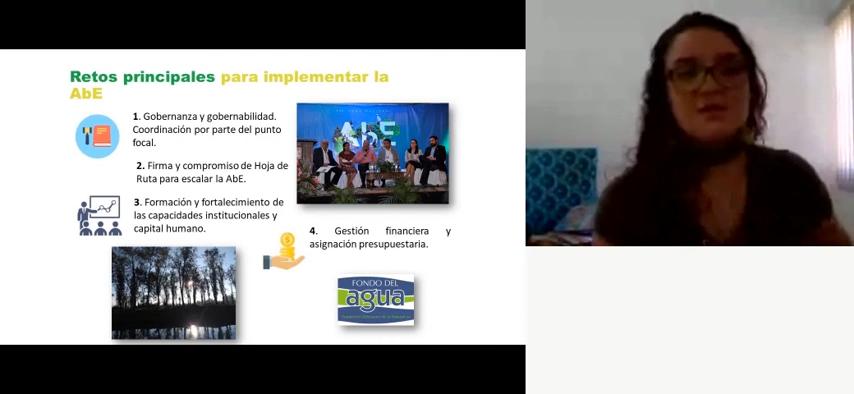 Retos principales para implementar la
AbE
1. Gobernanza y gobernabilidad.
Coordinación por parte del punto
focal.
2. Firma y compromiso de Hoja de
Ruta para escalar la AbE.
3. Formación y fortalecimiento de
las capacidades institucionales y
capital humano.
AbE
4. Gestión financiera y
asignación presupuestaria.
FONDO DEL
agua